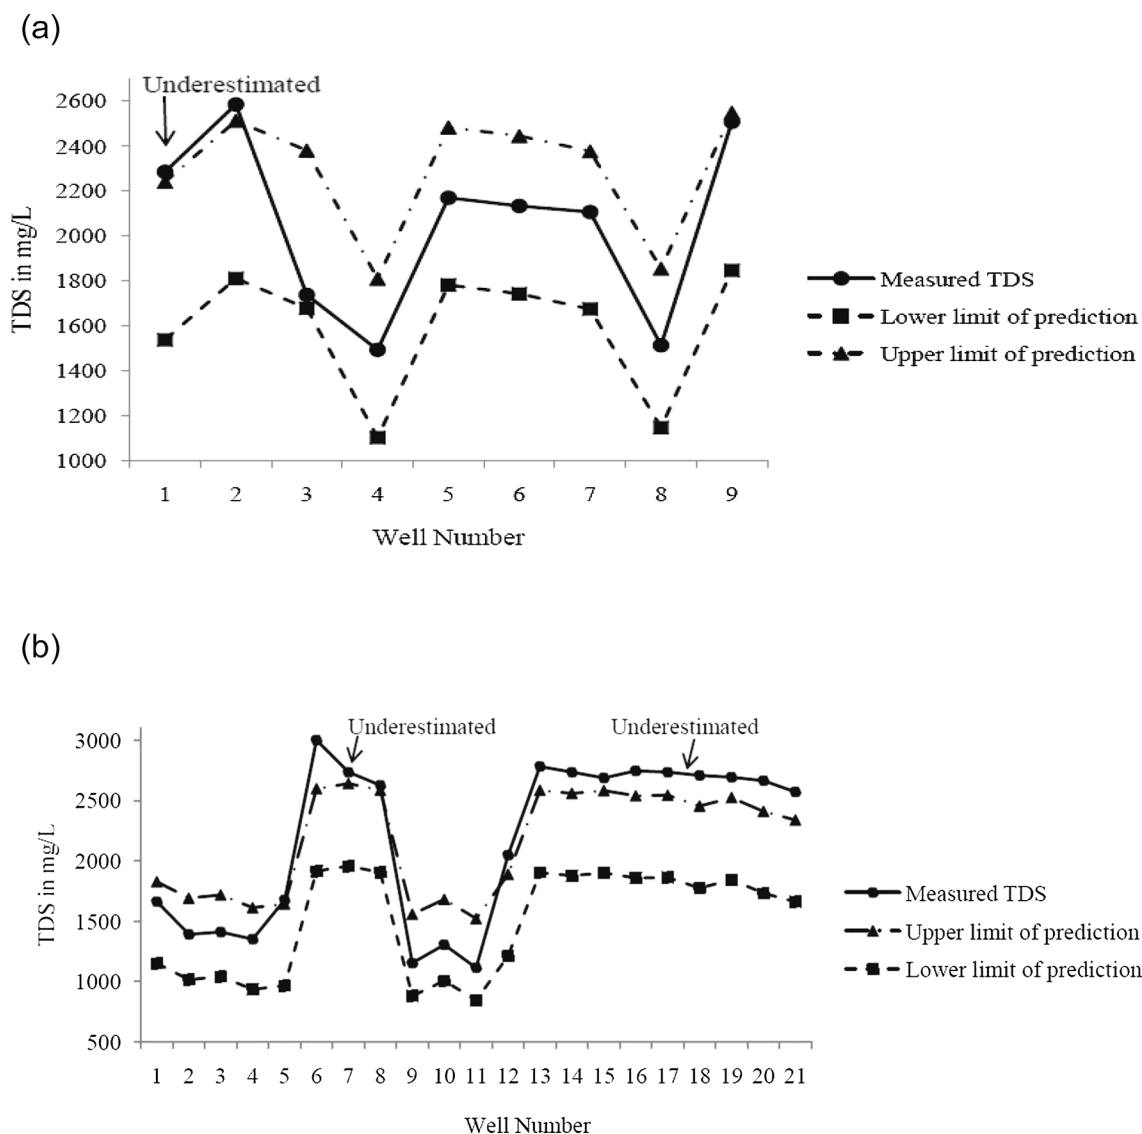 (a)
Underestimated
2600
2400
2200
2000
1800
1600
1400
1200
1000
TDS in mg/L
1 2 3 4 5 6 7 8 9
Well Number
Measured TDS
Lower limit of prediction
Upper limit of prediction
(b)
Underestimated Underestimated
3000
2500
2000
1500
1000
500
TDS in mg/L
1 2 3 4 5 6 7 8 9 10 11 12 13 14 15 16 17 18 19 20 21
Well Number
Measured TDS
Upper limit of prediction
Lower limit of prediction